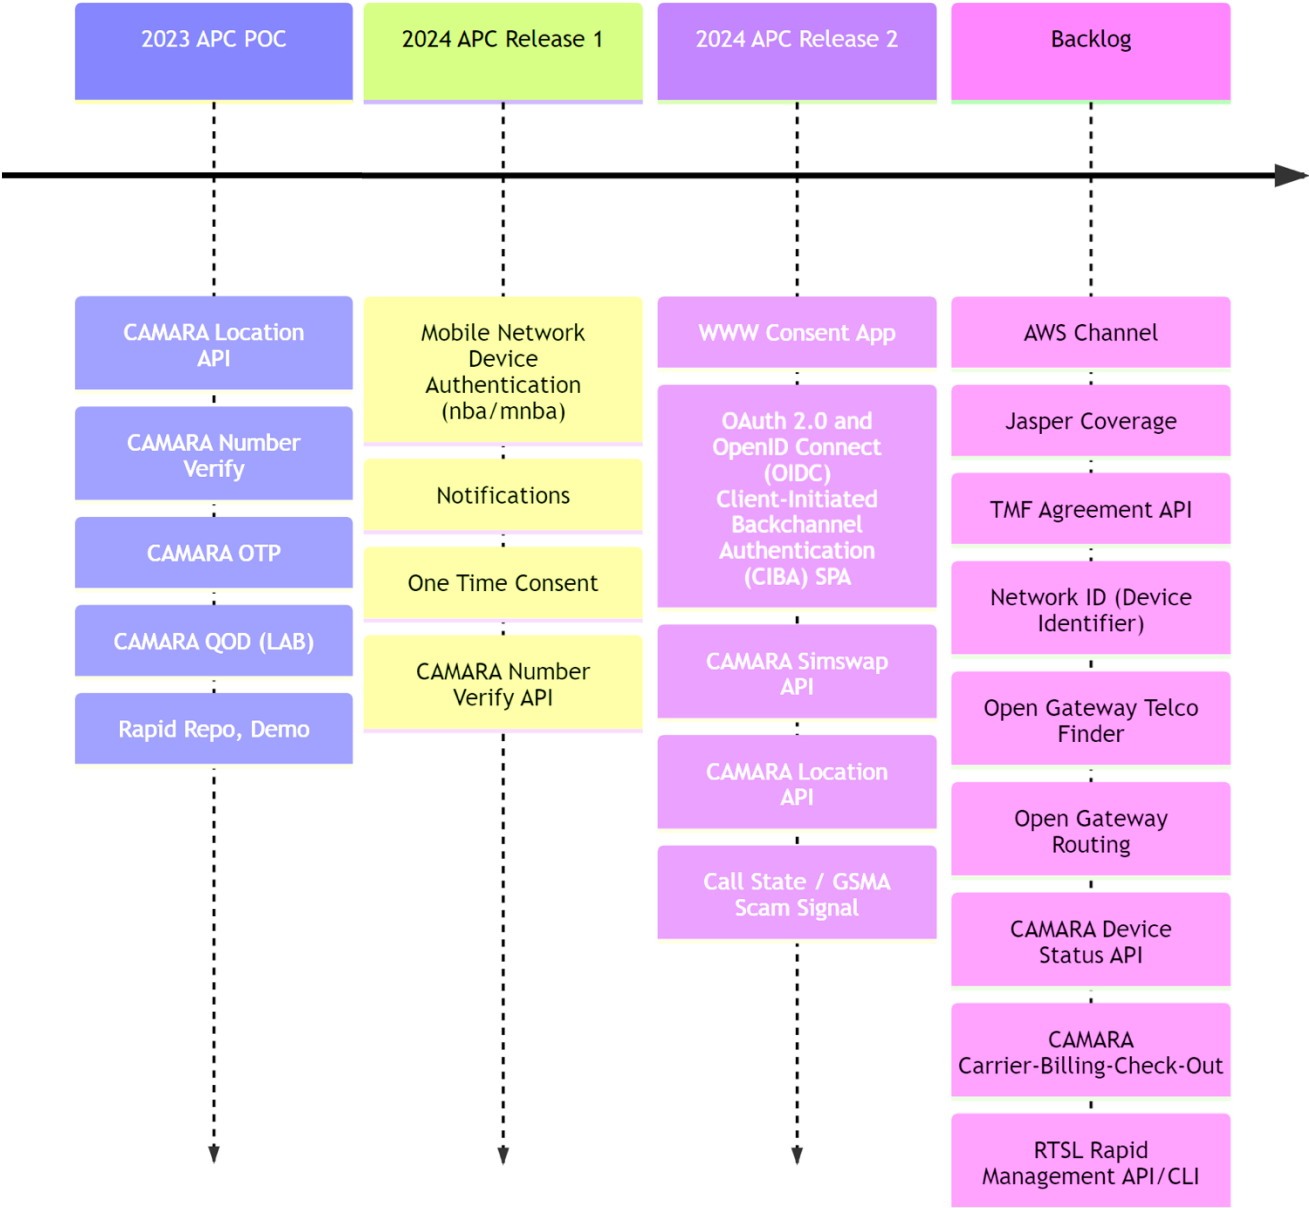 2023 APC POC
2024 APC Release 1
2024 APC Release 2
Backlog
CAMARA Location
API
CAMARA Number
Verify
CAMARA OTP
CAMARA QOD (LAB)
Rapid Repo, Demo
Mobile Network
Device
Authentication
(nba/mnba)
Notifications
One Time Consent
CAMARA Number
Verify API
WWW Consent App
OAuth 2.0 and
OpenID Connect
(OIDC)
Client-Initiated
Backchannel
Authentication
(CIBA) SPA
CAMARA Simswap
API
CAMARA Location
API
Call State / GSMA
Scam Signal
AWS Channel
Jasper Coverage
TMF Agreement API
Network ID (Device
Identifier)
Open Gateway Telco
Finder
Open Gateway
Routing
CAMARA Device
Status API
CAMARA
Carrier-Billing-Check-Out
RTSL Rapid
Management API/CLI